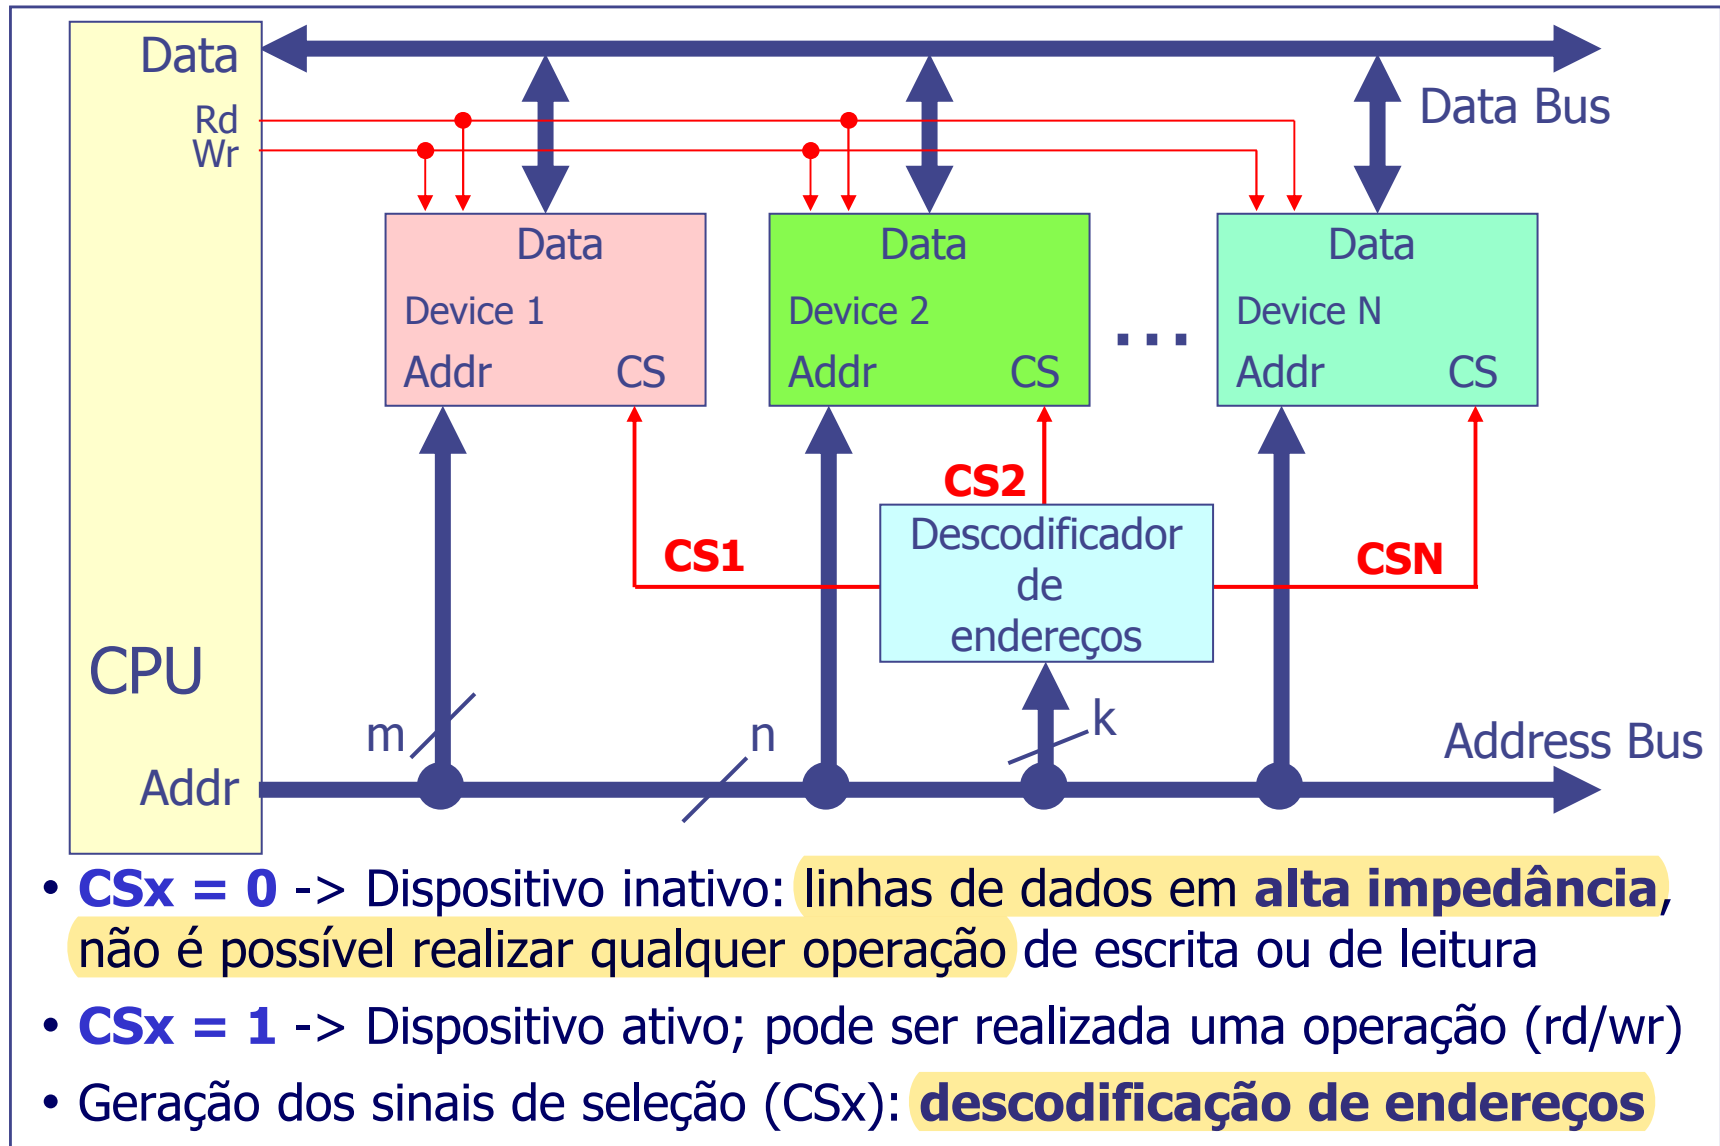 Data
Rd
Wr
Data Bus
Data
Device 1
Addr CS
Data
Device 2
Addr CS
...
Data
Device N
Addr CS
CS1
CS2
CSN
Descodificador
de
endereços
CPU
m
n
k
Address Bus
Addr
• CSx = 0 -> Dispositivo inativo: linhas de dados em alta impedância,
não é possível realizar qualquer operação de escrita ou de leitura
• CSx = 1 -> Dispositivo ativo; pode ser realizada uma operação (rd/wr)
• Geração dos sinais de seleção (CSx): descodificação de endereços